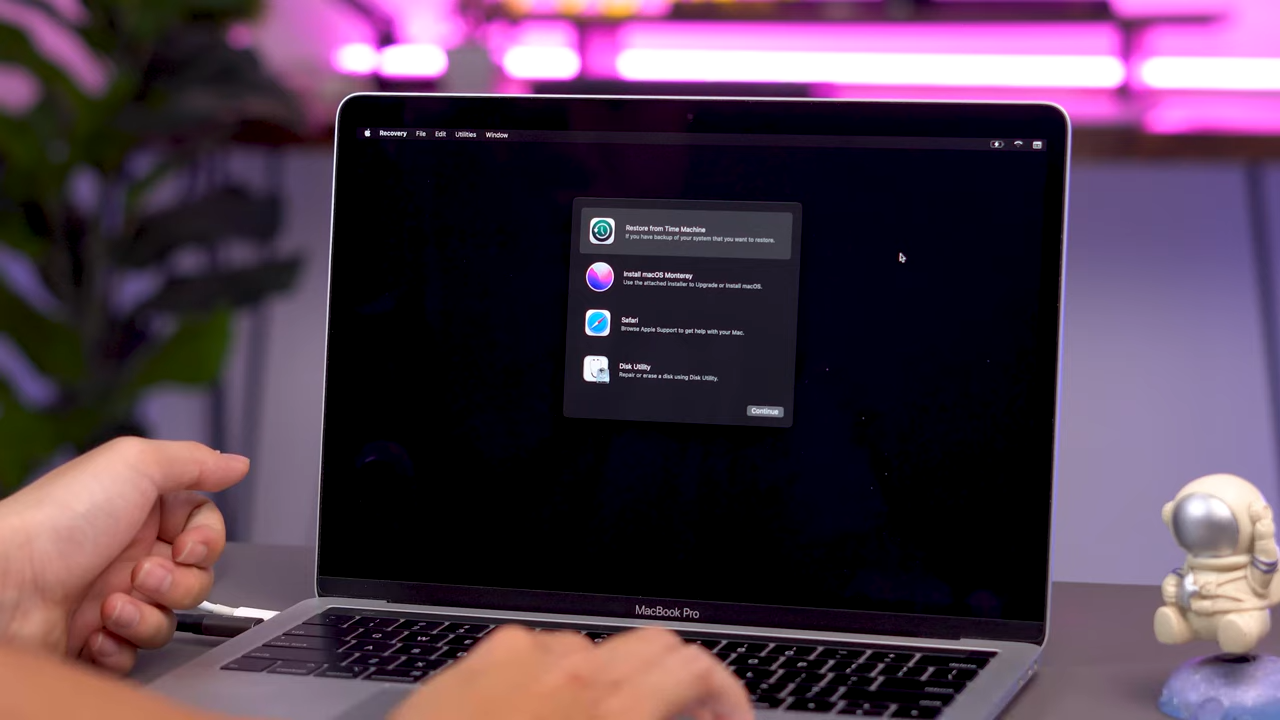 Recovery File Edit Utilities Window
Restore from Time Machine
If you have backup of your system that you want to restore.
Install macOS Monterey
Use the attached installer to Upgrade or Install macOS.
Safari
Browse Apple Support to get help with your Mac.
Disk Utility
Repair or erase a disk using Disk Utility.
Continue
MacBook Pro